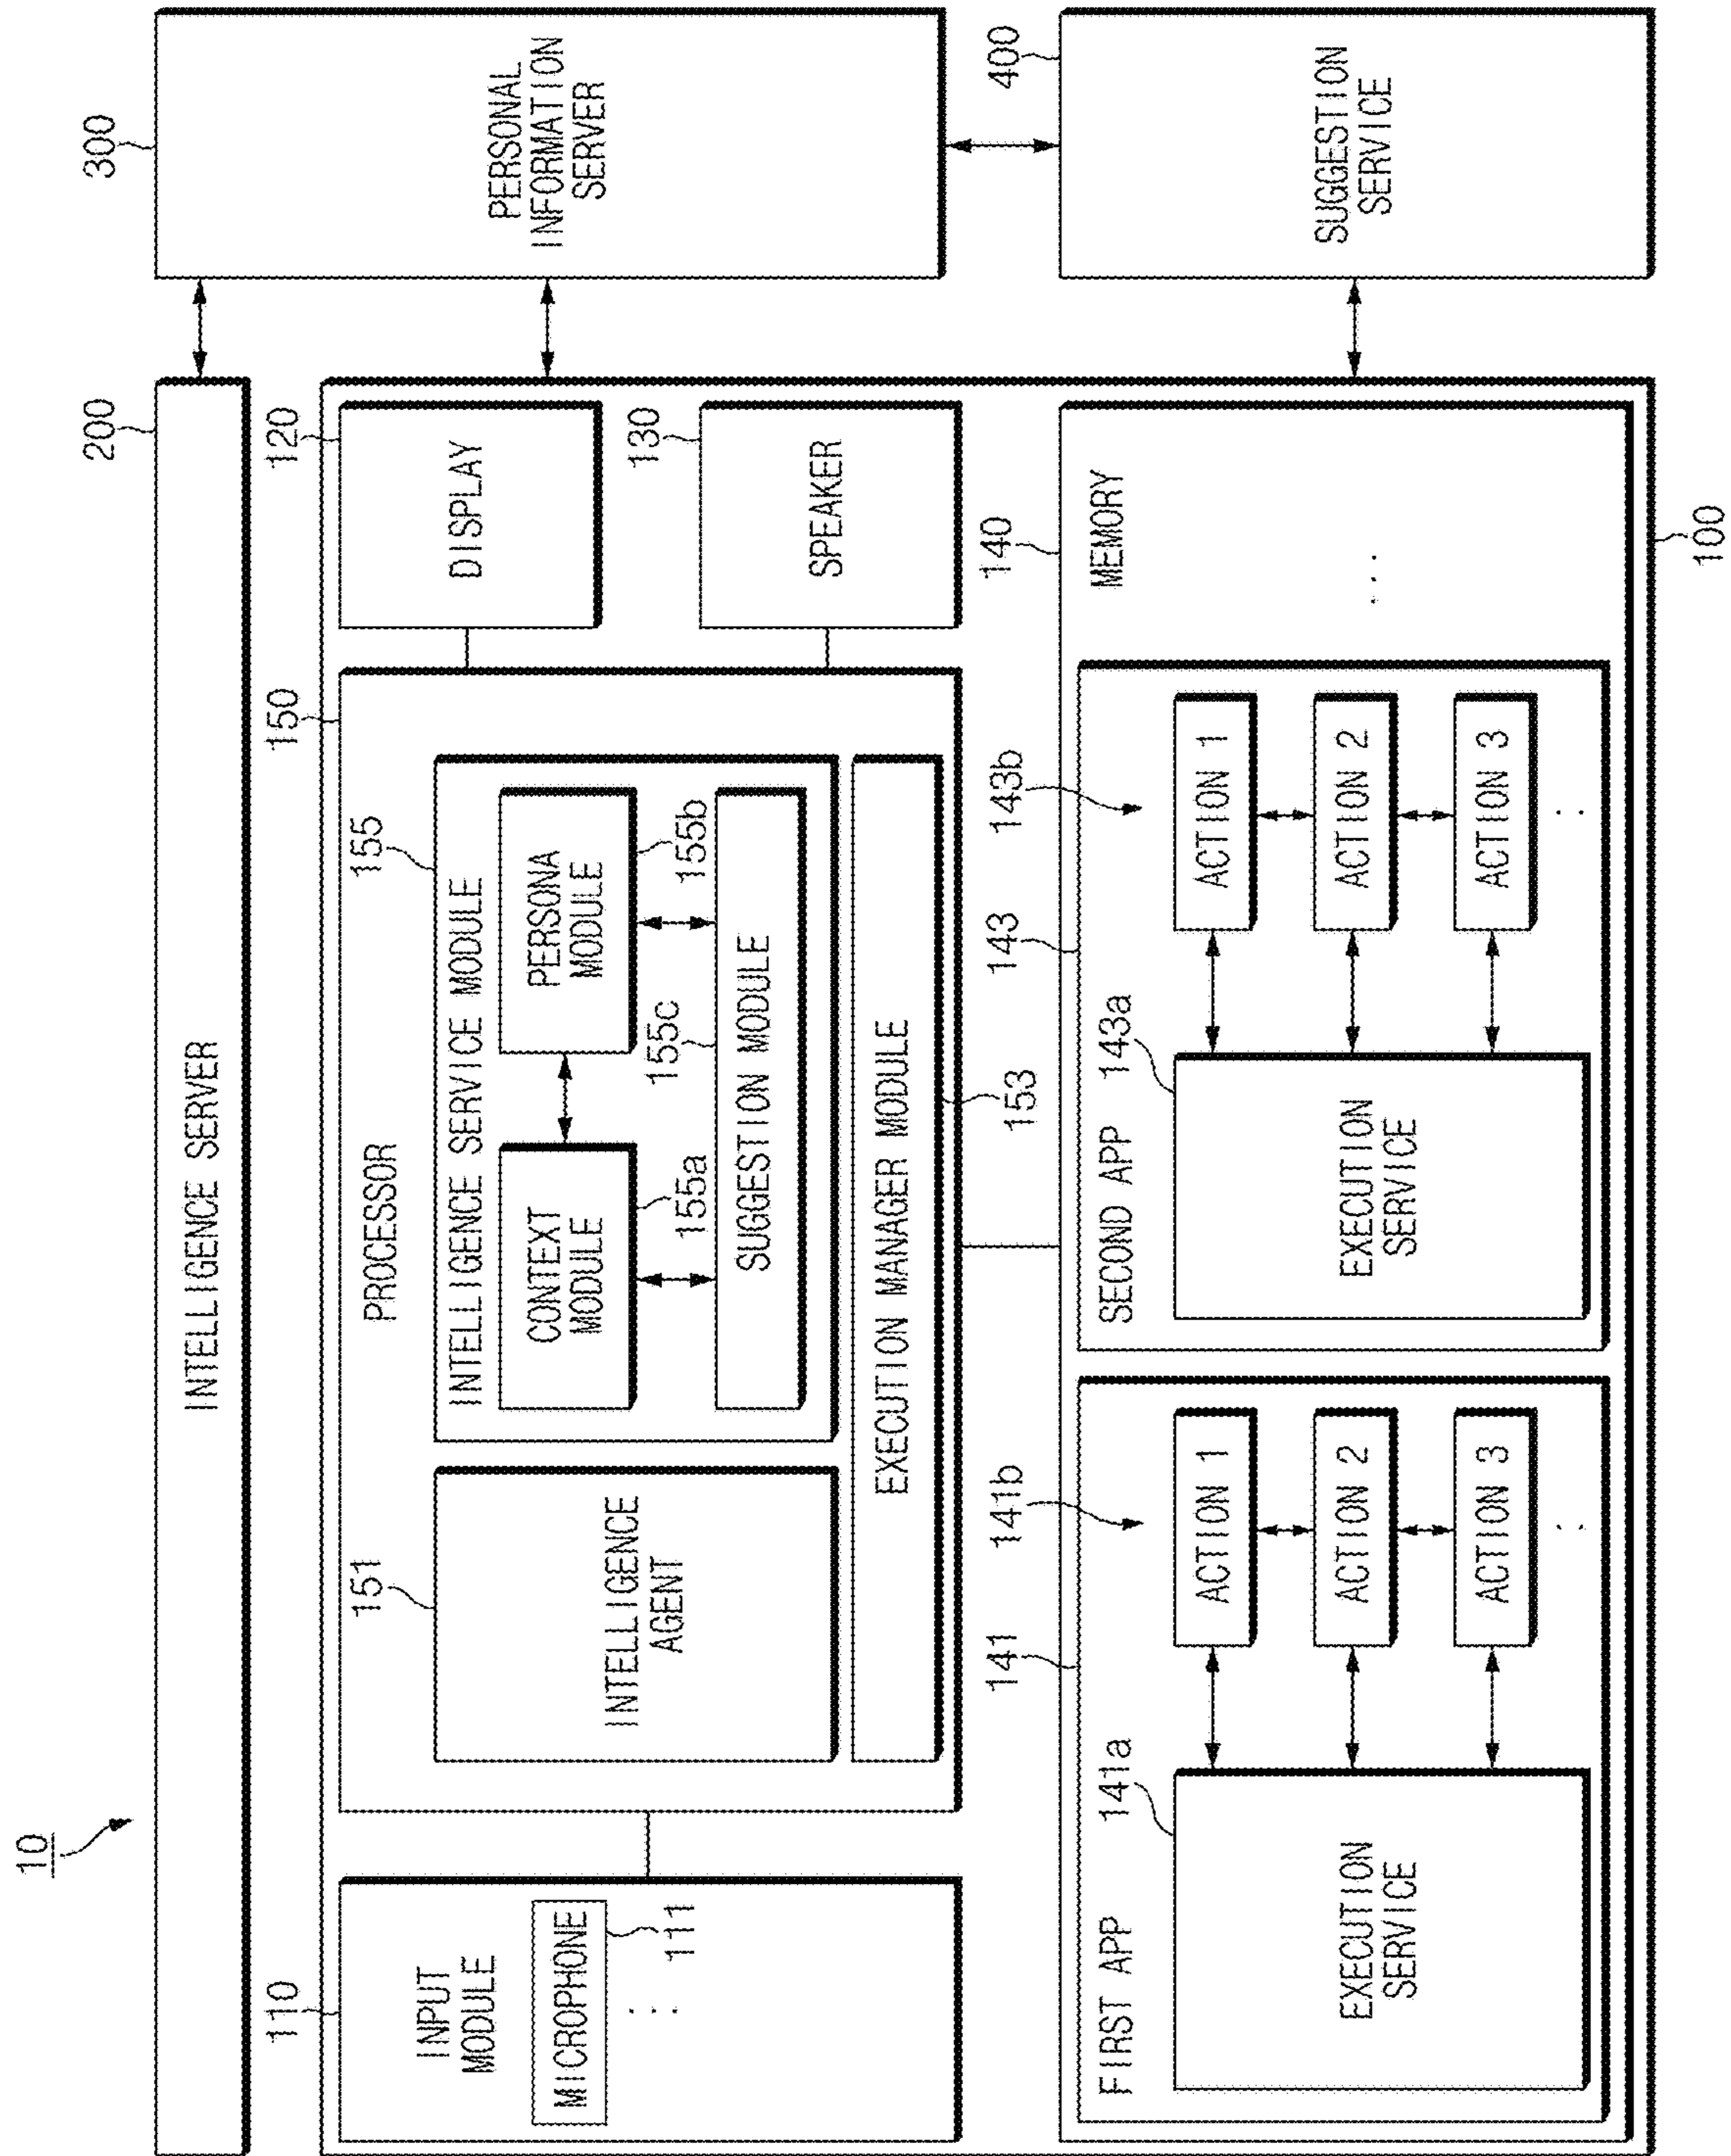 10
INTELLIGENCE SERVER
200
300
PERSONAL
INFORMATION
SERVER
110
INPUT
MODULE
MICROPHONE
111
150
PROCESSOR
151
INTELLIGENCE
AGENT
155
INTELLIGENCE SERVICE MODULE
CONTEXT
MODULE
155a
PERSONA
MODULE
155b
155c
SUGGESTION MODULE
EXECUTION MANAGER MODULE
153
120
DISPLAY
130
SPEAKER
140
MEMORY
...
141
FIRST APP
141a
EXECUTION
SERVICE
141b
ACTION 1
ACTION 2
ACTION 3
143
SECOND APP
143a
EXECUTION
SERVICE
143b
ACTION 1
ACTION 2
ACTION 3
100
400
SUGGESTION
SERVICE